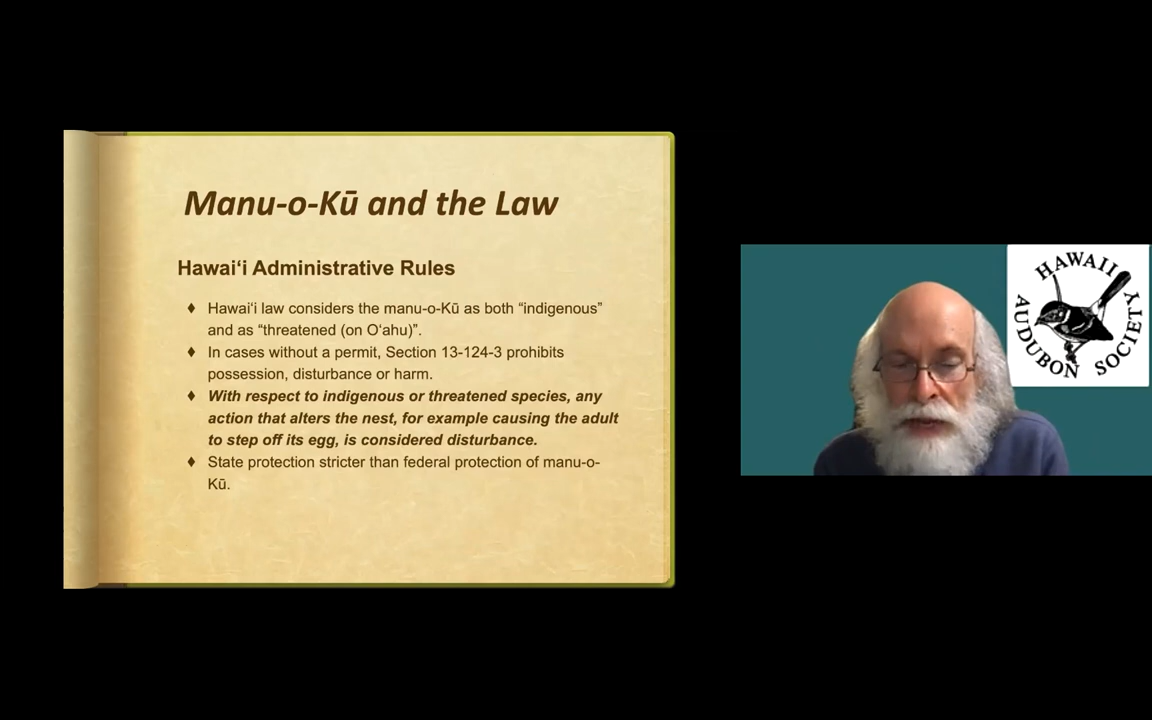 Manu-o-Kū and the Law
Hawaiʻi Administrative Rules
♦ Hawaiʻi law considers the manu-o-Kū as both “indigenous”
and as “threatened (on Oʻahu)”.
♦ In cases without a permit, Section 13-124-3 prohibits
possession, disturbance or harm.
♦ With respect to indigenous or threatened species, any
action that alters the nest, for example causing the adult
to step off its egg, is considered disturbance.
♦ State protection stricter than federal protection of manu-o-
Kū.
HAWAII
AUDUBON SOCIETY